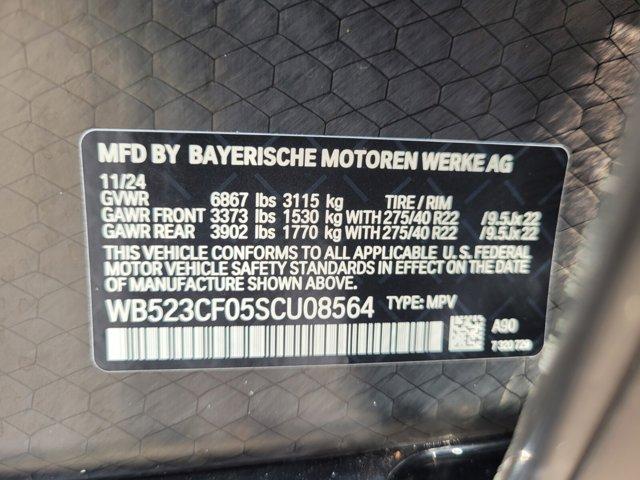 MFD BY BAYERISCHE MOTOREN WERKE AG
11/24
GVWR 6867 lbs 3115 kg TIRE / RIM
GAWR FRONT 3373 lbs 1530 kg WITH 275/40 R22 /9.5Jx22
GAWR REAR 3902 lbs 1770 kg WITH 275/40 R22 /9.5Jx22
THIS VEHICLE CONFORMS TO ALL APPLICABLE U.S. FEDERAL
MOTOR VEHICLE SAFETY STANDARDS IN EFFECT ON THE DATE
OF MANUFACTURE SHOWN ABOVE.
WB523CF05SCU08564 TYPE: MPV
A90
7 320 729